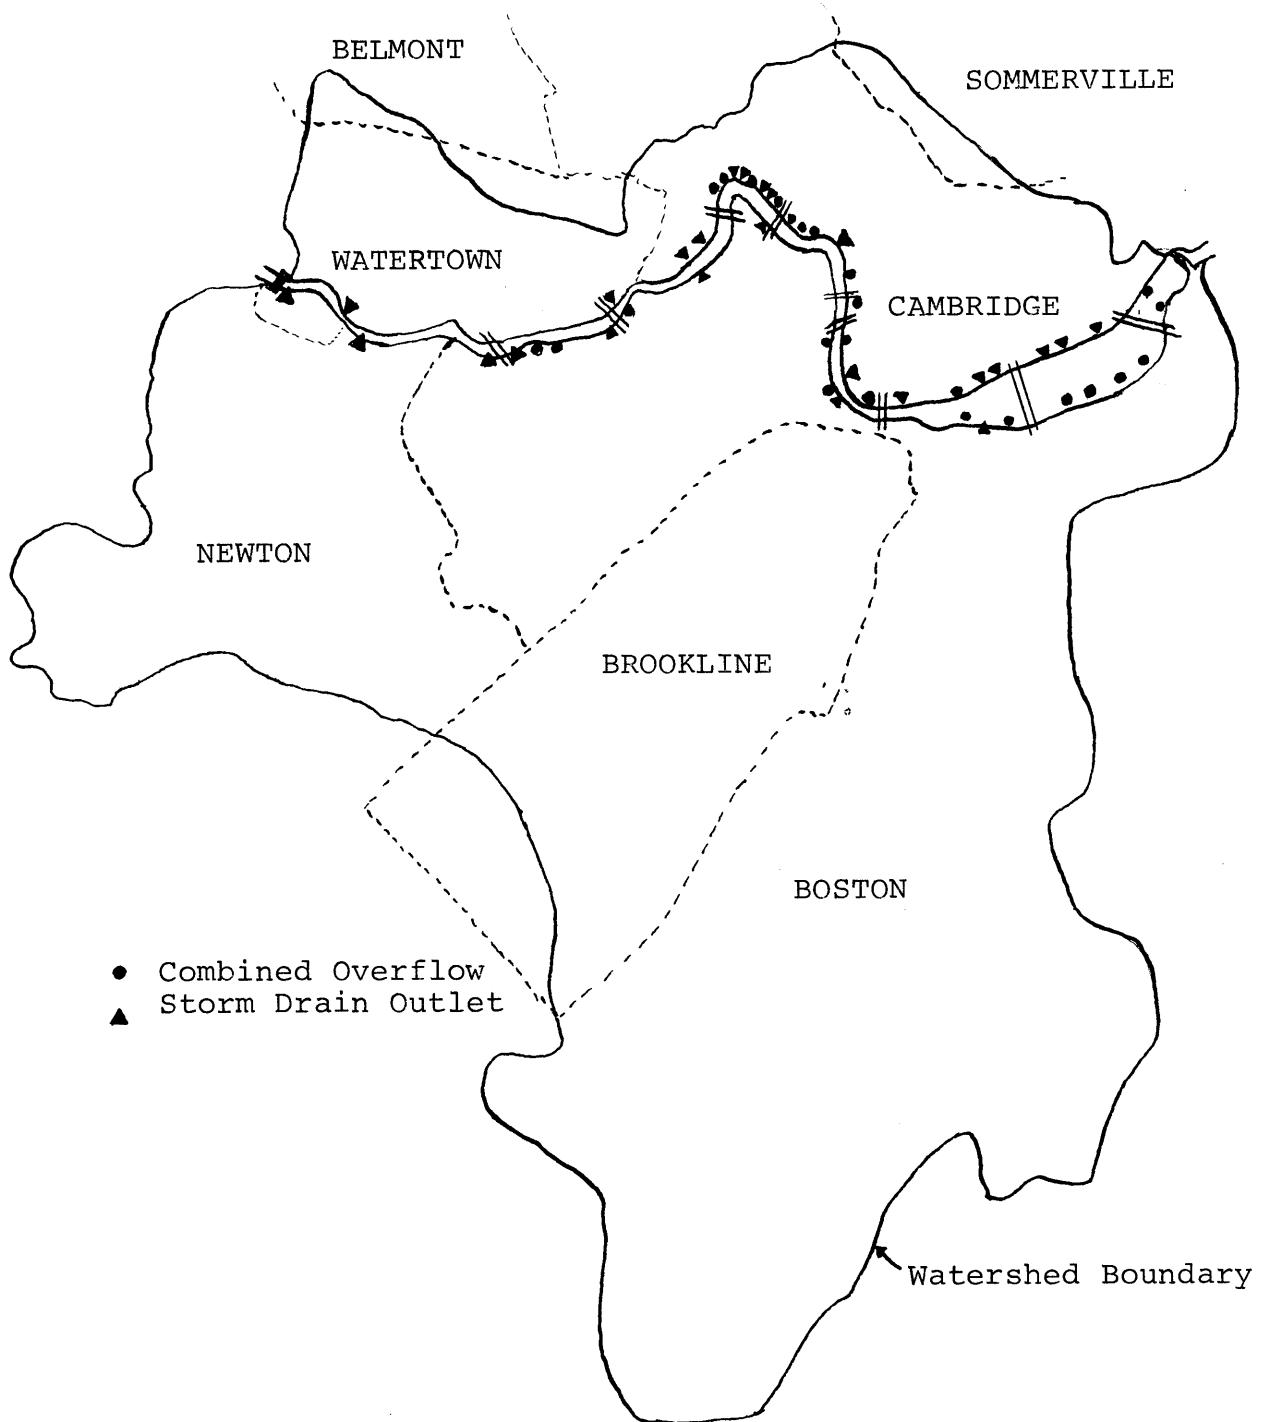 BELMONT
SOMMERVILLE
WATERTOWN
CAMBRIDGE
NEWTON
BROOKLINE
BOSTON
Combined Overflow
Storm Drain Outlet
Watershed Boundary